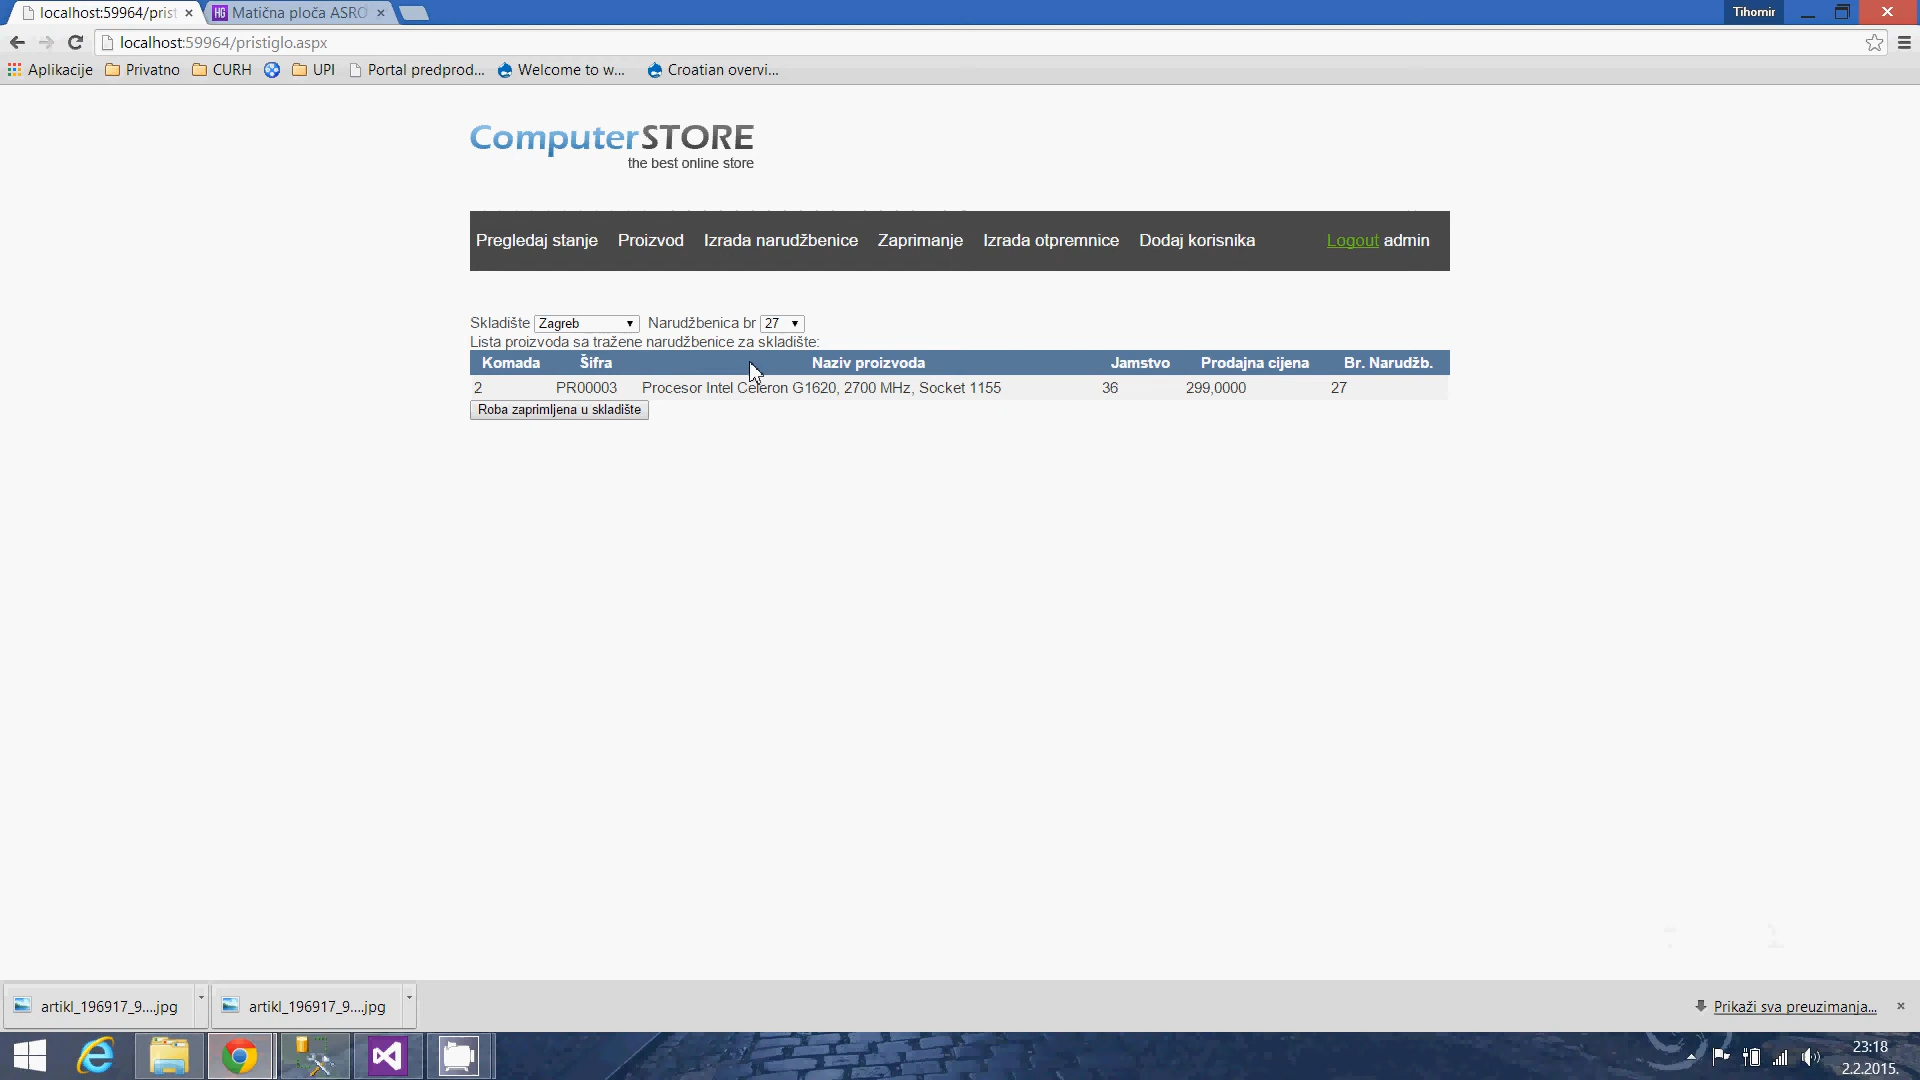 localhost:59964/prist
Matična ploča ASRO
Tihomir
localhost:59964/pristiglo.aspx
Aplikacije Privatno CURH UPI Portal predprod... Welcome to w... Croatian overvi...
ComputerSTORE
the best online store
Pregledaj stanje Proizvod Izrada narudžbenice Zaprimanje Izrada otpremnice Dodaj korisnika Logout admin
Skladište Zagreb Narudžbenica br 27
Lista proizvoda sa tražene narudžbenice za skladište:
Komada Šifra Naziv proizvoda Jamstvo Prodajna cijena Br. Narudžb.
2 PR00003 Procesor Intel Celeron G1620, 2700 MHz, Socket 1155 36 299,0000 27
Roba zaprimljena u skladište
artikl_196917_9....jpg artikl_196917_9....jpg Prikaži sva preuzimanja...
23:18
2.2.2015.